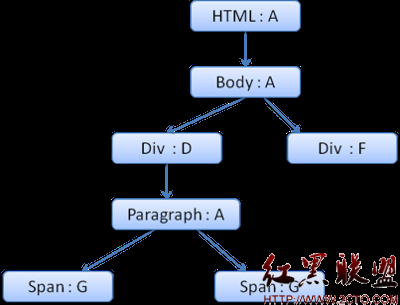 HTML : A
Body : A
Div : D
Div : F
Paragraph : A
Span : G
Span : G
红黑联盟
HTTP://WWW.2CTO.COM